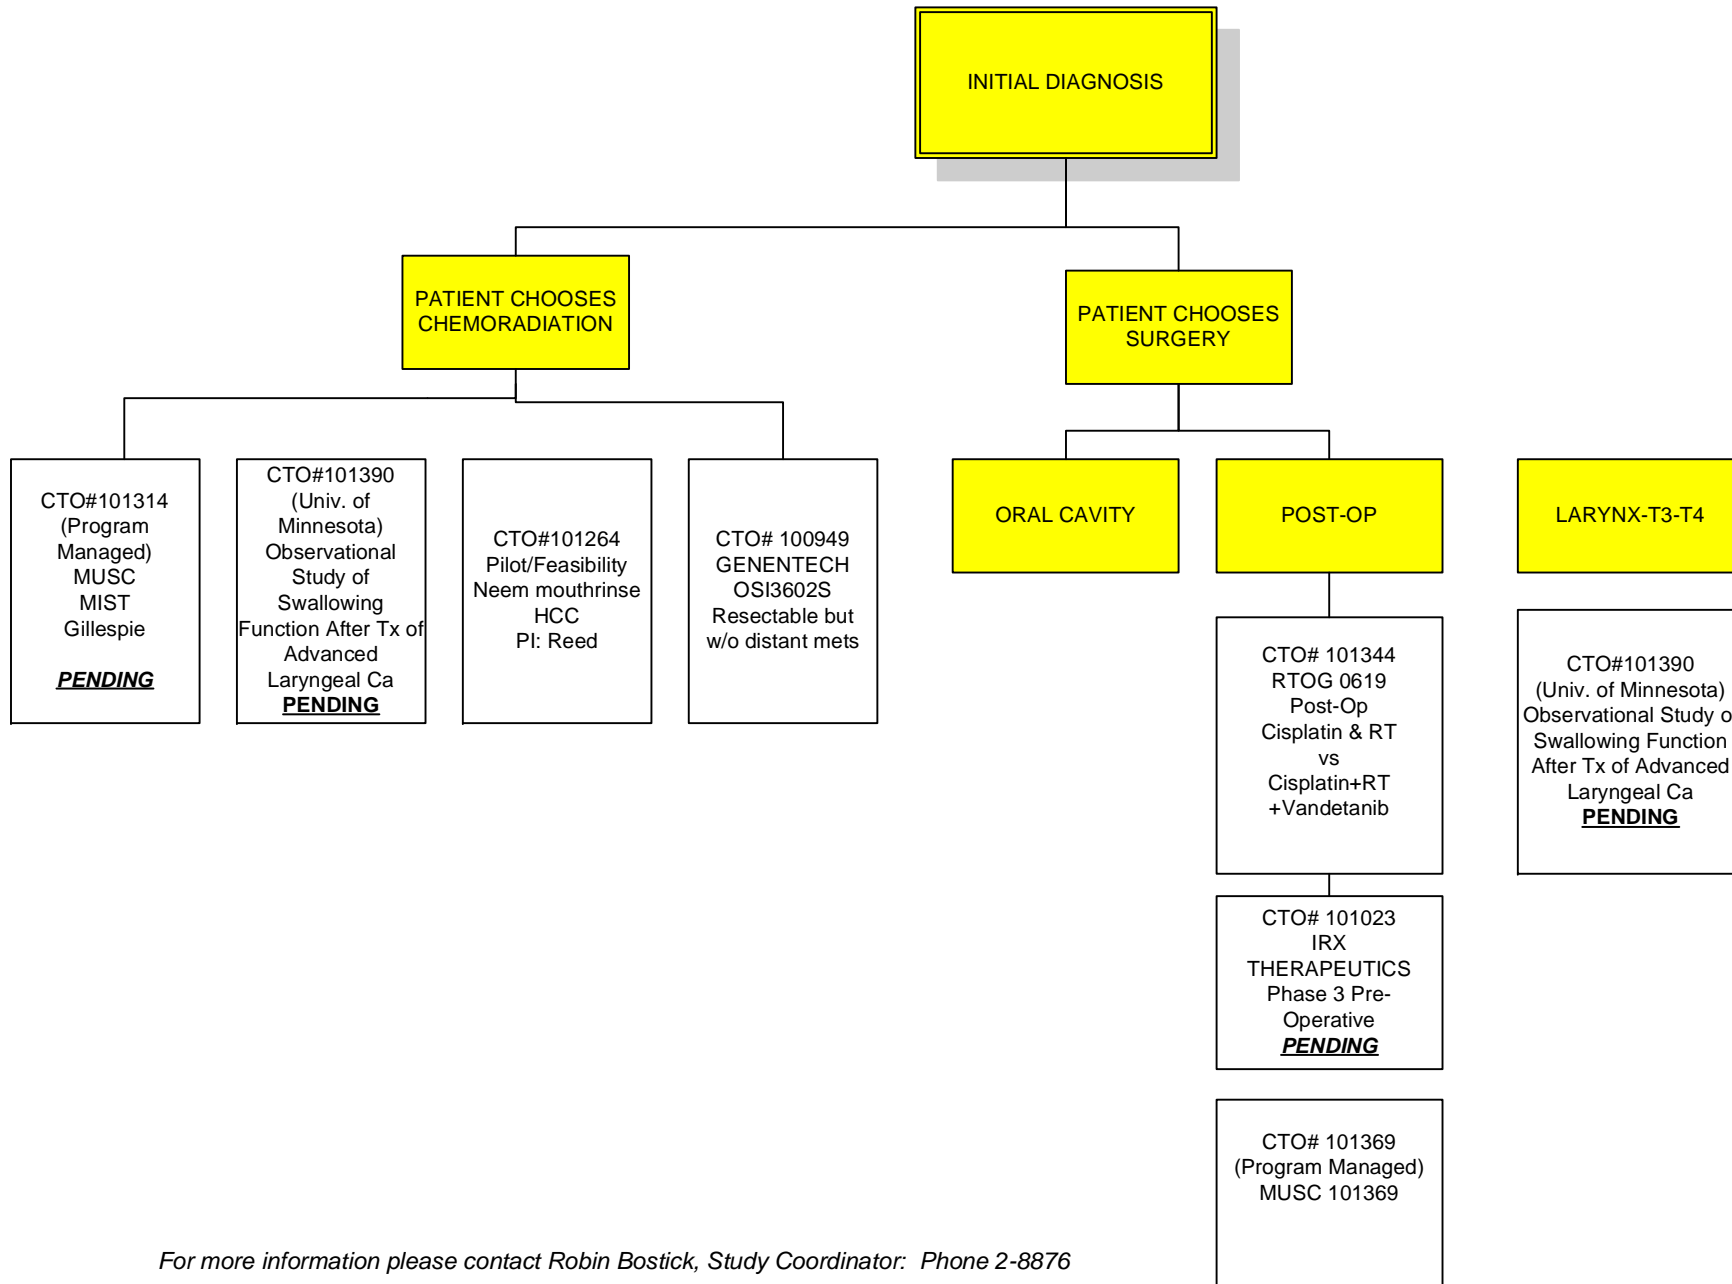 INITIAL DIAGNOSIS
PATIENT CHOOSES
CHEMORADIATION
PATIENT CHOOSES
SURGERY
CTO#101314
(Program
Managed)
MUSC
MIST
Gillespie
PENDING
CTO#101390
(Univ. of
Minnesota)
Observational
Study of
Swallowing
Function After Tx of
Advanced
Laryngeal Ca
PENDING
CTO#101264
Pilot/Feasibility
Neem mouthrinse
HCC
PI: Reed
CTO# 100949
GENENTECH
OSI3602S
Resectable but
w/o distant mets
ORAL CAVITY
POST-OP
LARYNX-T3-T4
CTO# 101344
RTOG 0619
Post-Op
Cisplatin & RT
vs
Cisplatin+RT
+Vandetanib
CTO#101390
(Univ. of Minnesota)
Observational Study o
Swallowing Function
After Tx of Advanced
Laryngeal Ca
PENDING
CTO# 101023
IRX
THERAPEUTICS
Phase 3 Pre-
Operative
PENDING
CTO# 101369
(Program Managed)
MUSC 101369
For more information please contact Robin Bostick, Study Coordinator: Phone 2-8876